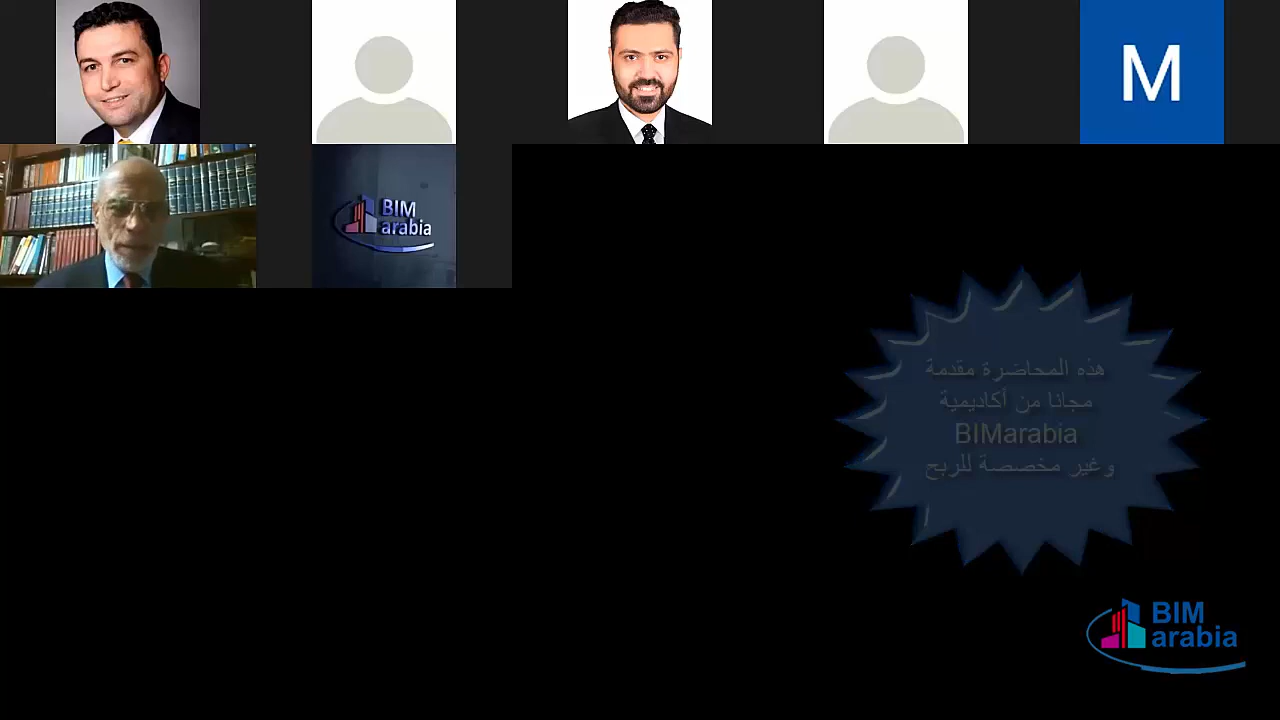 M
BIM
arabia
هذه المحاضرة مقدمة
مجانا من أكاديمية
BIMarabia
وغير مخصصة للربح
BIM
arabia